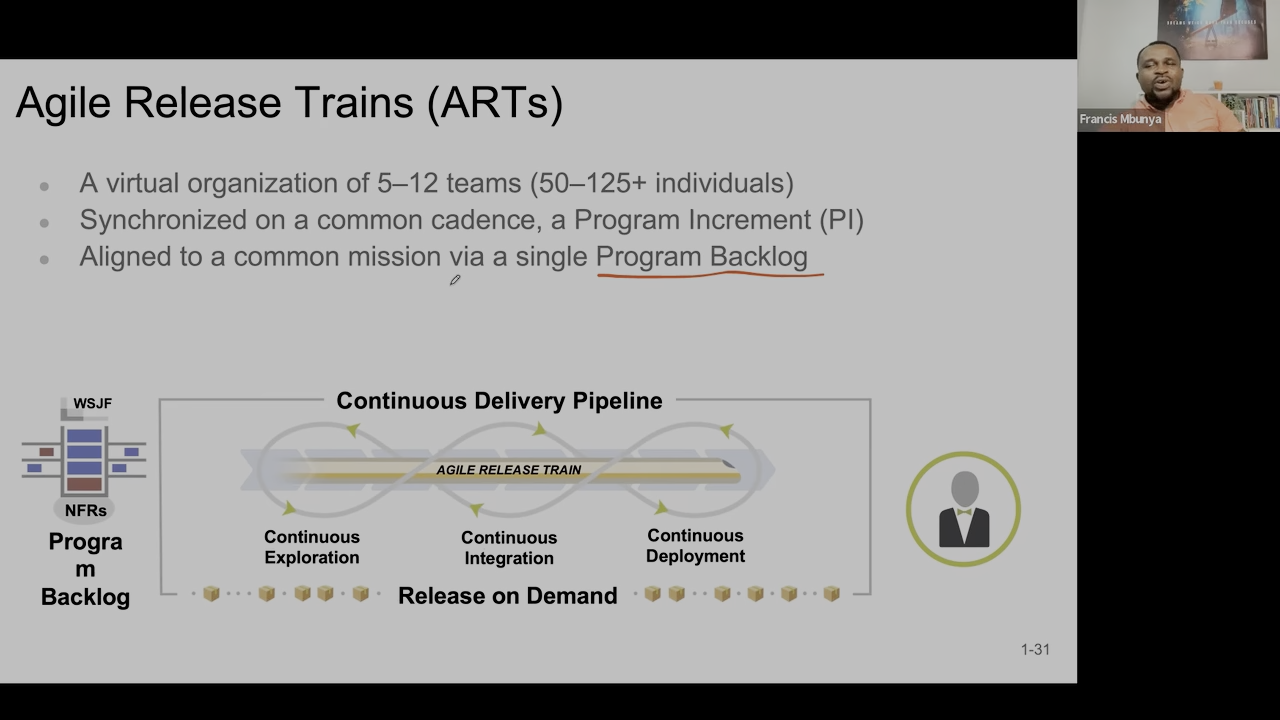 Agile Release Trains (ARTs)
A virtual organization of 5–12 teams (50–125+ individuals)
Synchronized on a common cadence, a Program Increment (PI)
Aligned to a common mission via a single Program Backlog
WSJF
NFRs
Progra
m
Backlog
Continuous Delivery Pipeline
AGILE RELEASE TRAIN
Continuous
Exploration
Continuous
Integration
Continuous
Deployment
Release on Demand
1-31
Francis Mbunya